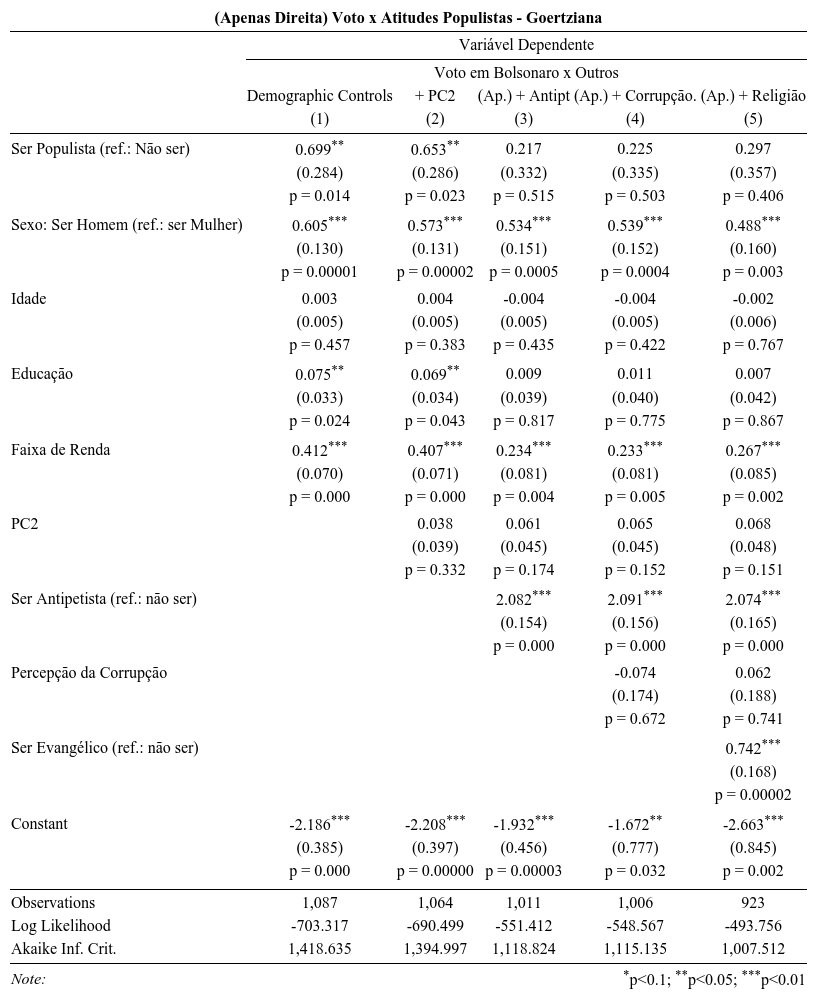 (Apenas Direita) Voto x Atitudes Populistas - Goertziana
Variável Dependente
Voto em Bolsonaro x Outros
Demographic Controls + PC2 (Ap.) + Antipt (Ap.) + Corrupção. (Ap.) + Religião
(1) (2) (3) (4) (5)
Ser Populista (ref.: Não ser) 0.699** 0.653** 0.217 0.225 0.297
(0.284) (0.286) (0.332) (0.335) (0.357)
p = 0.014 p = 0.023 p = 0.515 p = 0.503 p = 0.406
Sexo: Ser Homem (ref.: ser Mulher) 0.605*** 0.573*** 0.534*** 0.539*** 0.488***
(0.130) (0.131) (0.151) (0.152) (0.160)
p = 0.00001 p = 0.00002 p = 0.0005 p = 0.0004 p = 0.003
Idade 0.003 0.004 -0.004 -0.004 -0.002
(0.005) (0.005) (0.005) (0.005) (0.006)
p = 0.457 p = 0.383 p = 0.435 p = 0.422 p = 0.767
Educação 0.075** 0.069** 0.009 0.011 0.007
(0.033) (0.034) (0.039) (0.040) (0.042)
p = 0.024 p = 0.043 p = 0.817 p = 0.775 p = 0.867
Faixa de Renda 0.412*** 0.407*** 0.234*** 0.233*** 0.267***
(0.070) (0.071) (0.081) (0.081) (0.085)
p = 0.000 p = 0.000 p = 0.004 p = 0.005 p = 0.002
PC2 0.038 0.061 0.065 0.068
(0.039) (0.045) (0.045) (0.048)
p = 0.332 p = 0.174 p = 0.152 p = 0.151
Ser Antipetista (ref.: não ser) 2.082*** 2.091*** 2.074***
(0.154) (0.156) (0.165)
p = 0.000 p = 0.000 p = 0.000
Percepção da Corrupção -0.074 0.062
(0.174) (0.188)
p = 0.672 p = 0.741
Ser Evangélico (ref.: não ser) 0.742***
(0.168)
p = 0.00002
Constant -2.186*** -2.208*** -1.932*** -1.672** -2.663***
(0.385) (0.397) (0.456) (0.777) (0.845)
p = 0.000 p = 0.00000 p = 0.00003 p = 0.032 p = 0.002
Observations 1,087 1,064 1,011 1,006 923
Log Likelihood -703.317 -690.499 -551.412 -548.567 -493.756
Akaike Inf. Crit. 1,418.635 1,394.997 1,118.824 1,115.135 1,007.512
Note: *p<0.1; **p<0.05; ***p<0.01